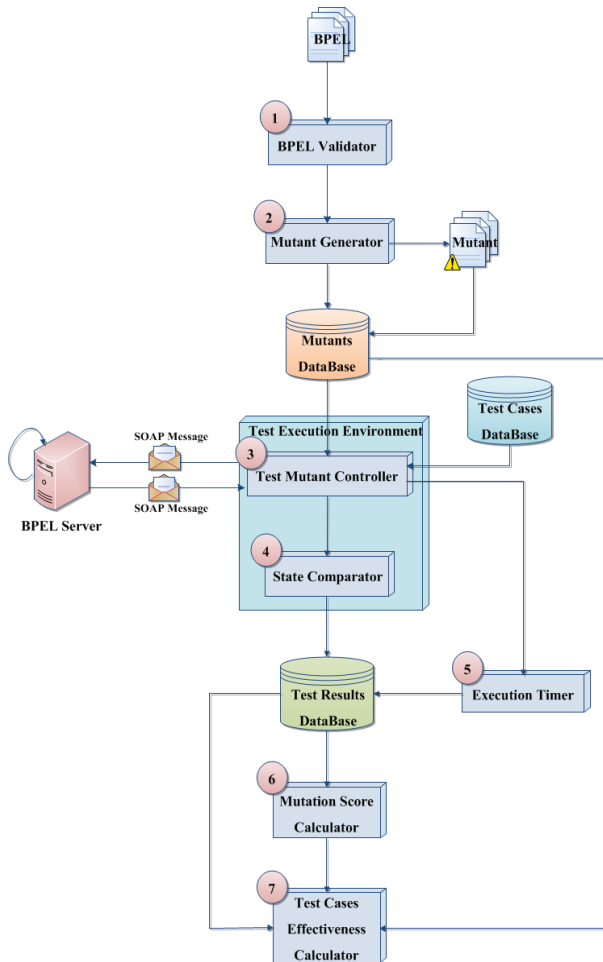 BPEL
1
BPEL Validator
2
Mutant Generator
Mutant
Mutants
DataBase
Test Cases
DataBase
Test Execution Environment
SOAP Message
3
Test Mutant Controller
SOAP Message
BPEL Server
4
State Comparator
5
Execution Timer
Test Results
DataBase
6
Mutation Score
Calculator
7
Test Cases
Effectiveness
Calculator